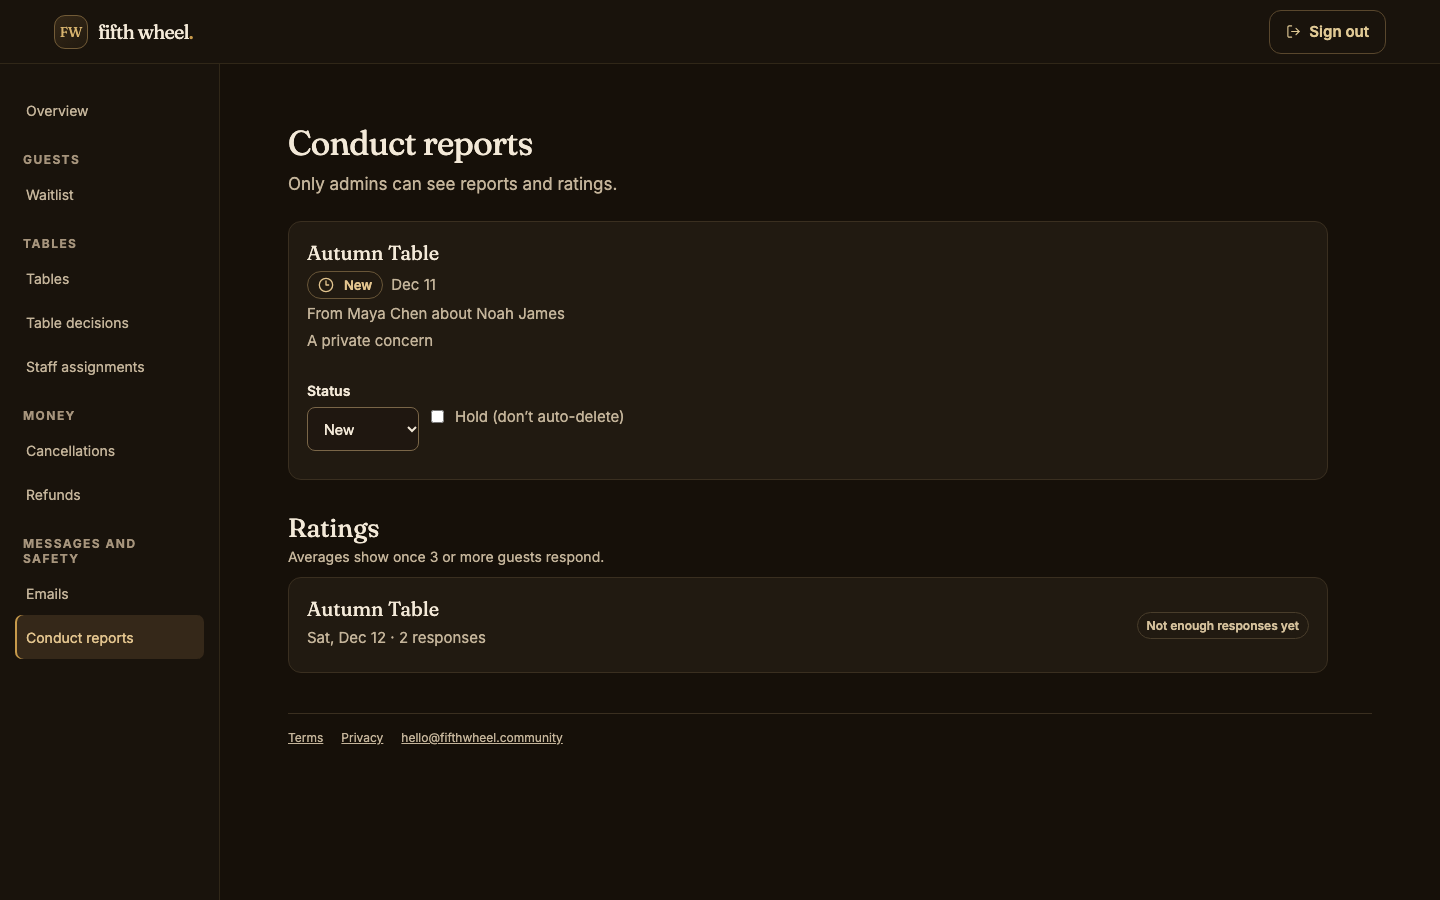 FW fifth wheel.
Sign out
Overview
GUESTS
Waitlist
TABLES
Tables
Table decisions
Staff assignments
MONEY
Cancellations
Refunds
MESSAGES AND
SAFETY
Emails
Conduct reports
Conduct reports
Only admins can see reports and ratings.
Autumn Table
New Dec 11
From Maya Chen about Noah James
A private concern
Status
New
Hold (don’t auto-delete)
Ratings
Averages show once 3 or more guests respond.
Autumn Table
Sat, Dec 12 · 2 responses
Not enough responses yet
Terms Privacy hello@fifthwheel.community